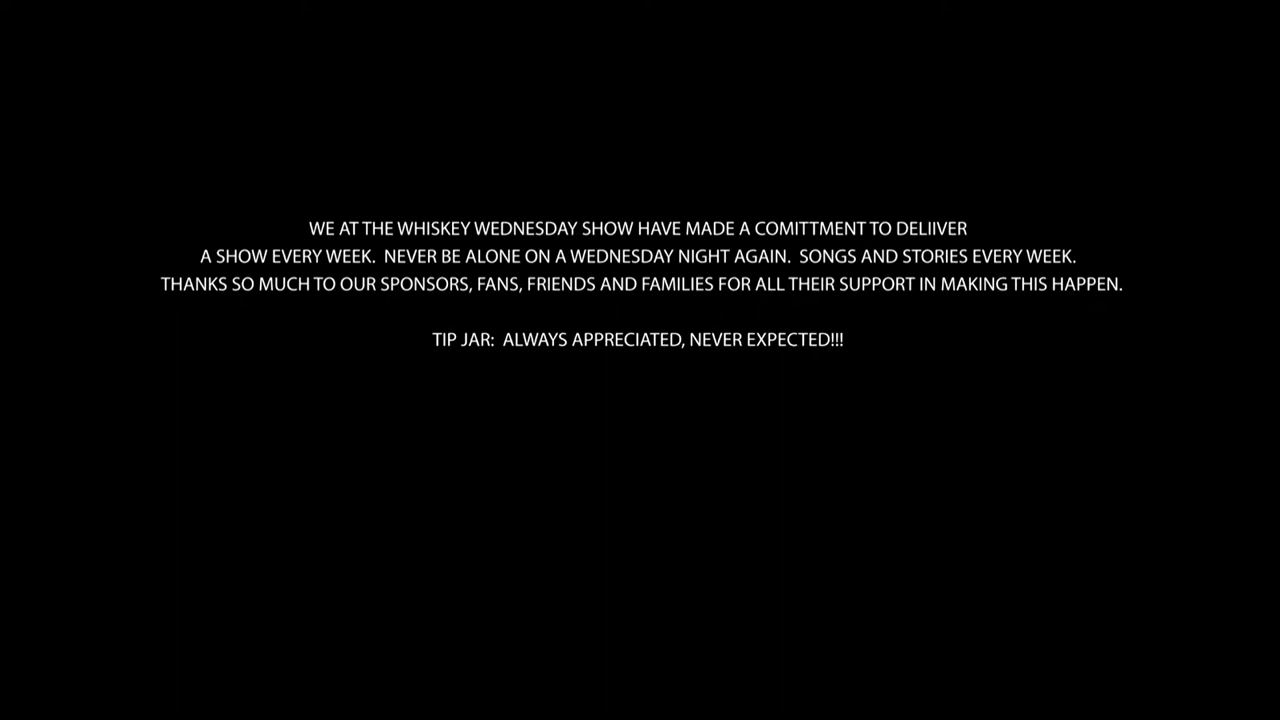 WE AT THE WHISKEY WEDNESDAY SHOW HAVE MADE A COMITTMENT TO DELIIVER
A SHOW EVERY WEEK.  NEVER BE ALONE ON A WEDNESDAY NIGHT AGAIN.  SONGS AND STORIES EVERY WEEK.
THANKS SO MUCH TO OUR SPONSORS, FANS, FRIENDS AND FAMILIES FOR ALL THEIR SUPPORT IN MAKING THIS HAPPEN.
TIP JAR:  ALWAYS APPRECIATED, NEVER EXPECTED!!!